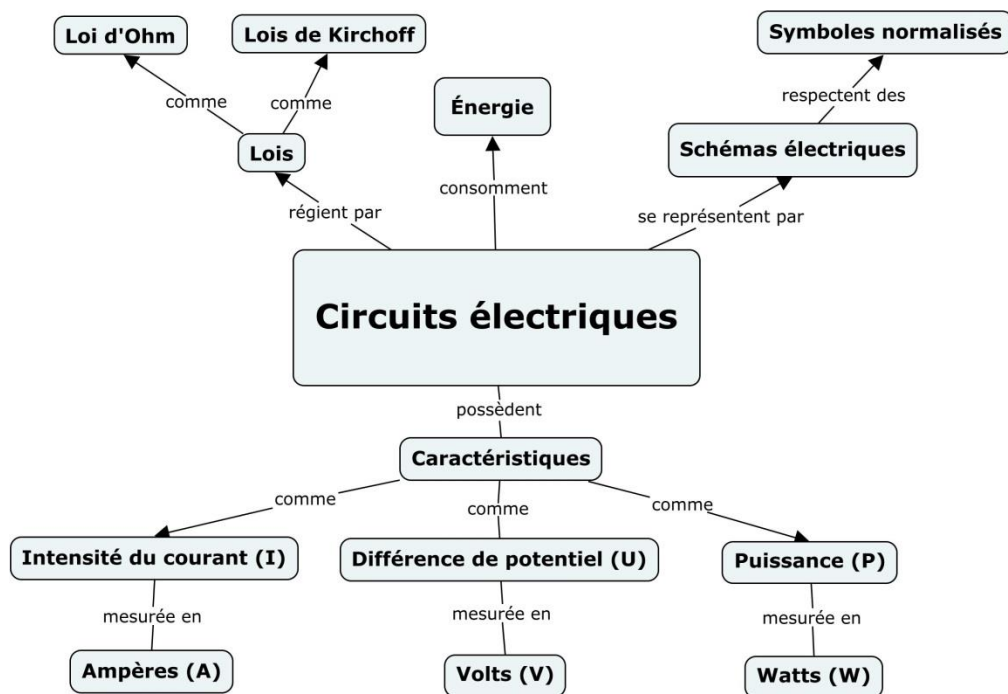 Loi d'Ohm
Lois de Kirchoff
Symboles normalisés
comme
comme
Énergie
respectent des
Lois
Schémas électriques
régient par
consomment
se représentent par
Circuits électriques
possèdent
Caractéristiques
comme
comme
comme
Intensité du courant (I)
Différence de potentiel (U)
Puissance (P)
mesurée en
mesurée en
mesurée en
Ampères (A)
Volts (V)
Watts (W)